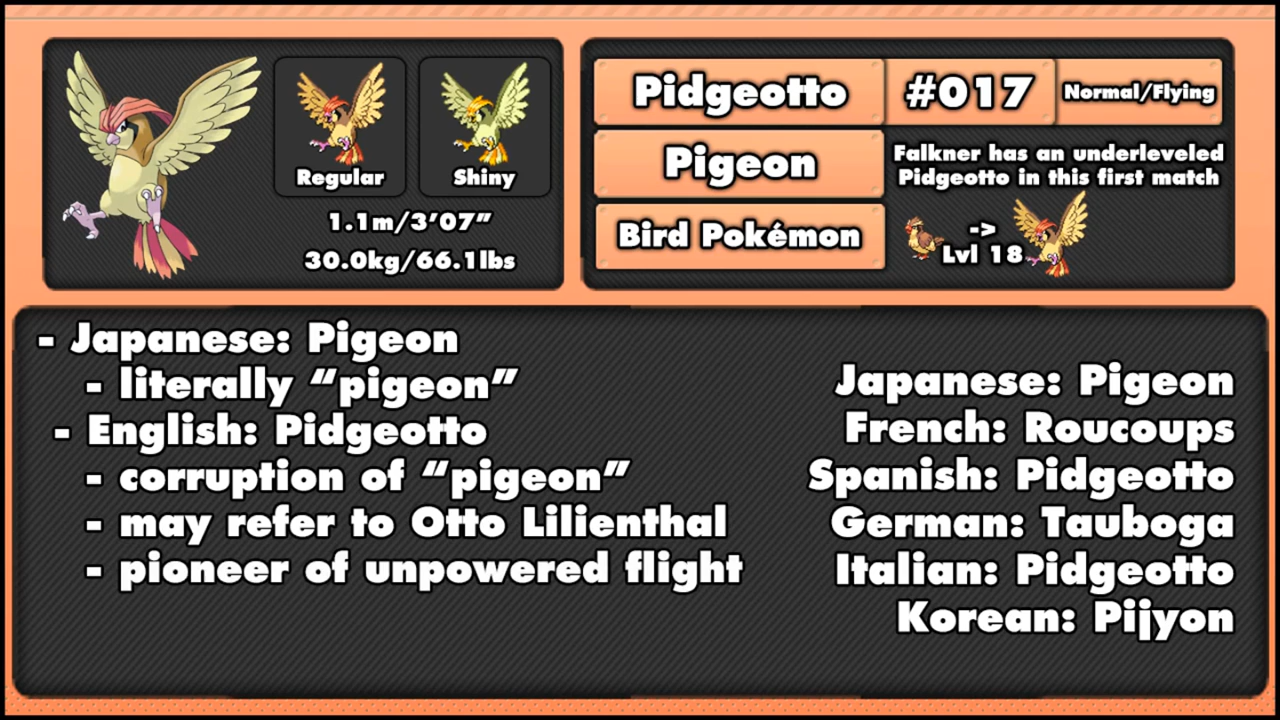 Regular
Shiny
1.1m/3’07”
30.0kg/66.1lbs
Pidgeotto
#017
Normal/Flying
Pigeon
Bird Pokémon
Falkner has an underleveled
Pidgeotto in this first match
->
Lvl 18
- Japanese: Pigeon
- literally “pigeon”
- English: Pidgeotto
- corruption of “pigeon”
- may refer to Otto Lilienthal
- pioneer of unpowered flight
Japanese: Pigeon
French: Roucoups
Spanish: Pidgeotto
German: Tauboga
Italian: Pidgeotto
Korean: Pijyon